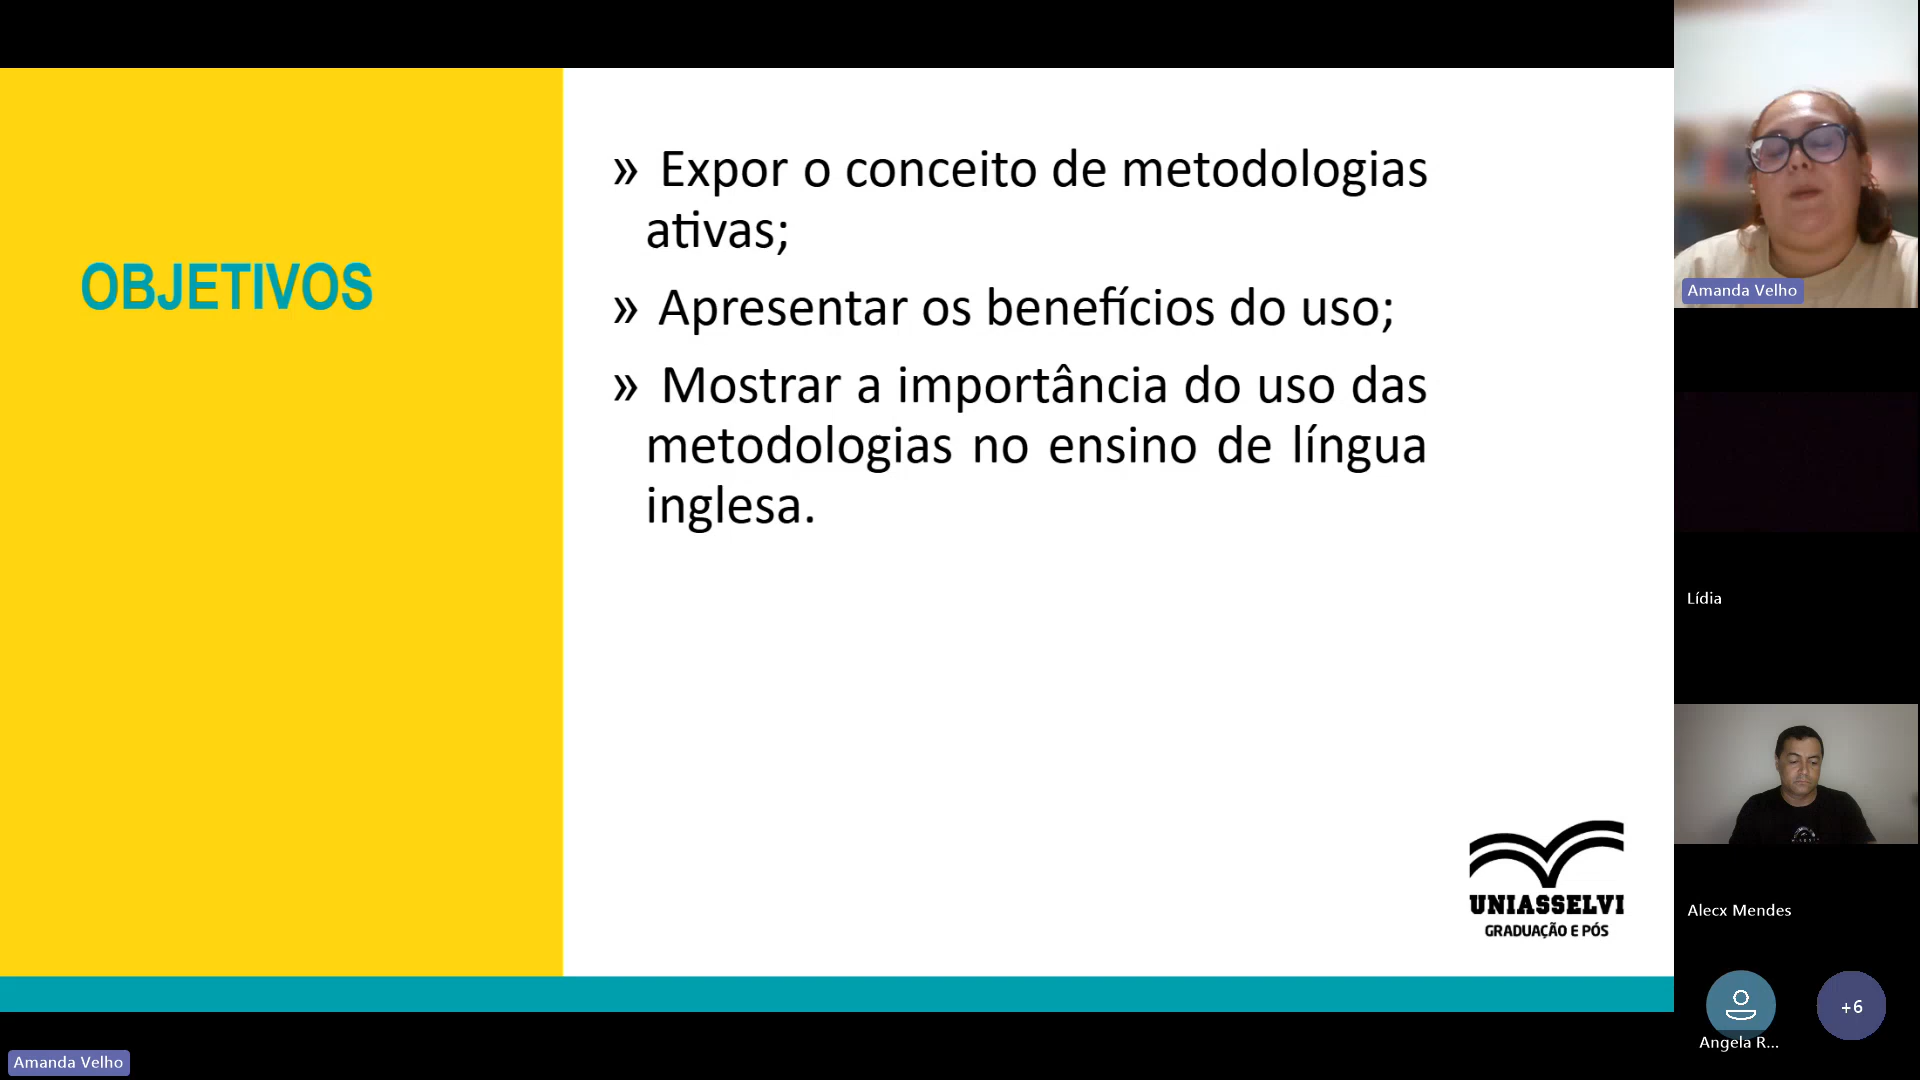 OBJETIVOS
» Expor o conceito de metodologias
ativas;
» Apresentar os benefícios do uso;
» Mostrar a importância do uso das
metodologias no ensino de língua
inglesa.
UNIASSELVI
GRADUAÇÃO E PÓS
Amanda Velho
Amanda Velho
Lídia
Alecx Mendes
Angela R...
+6